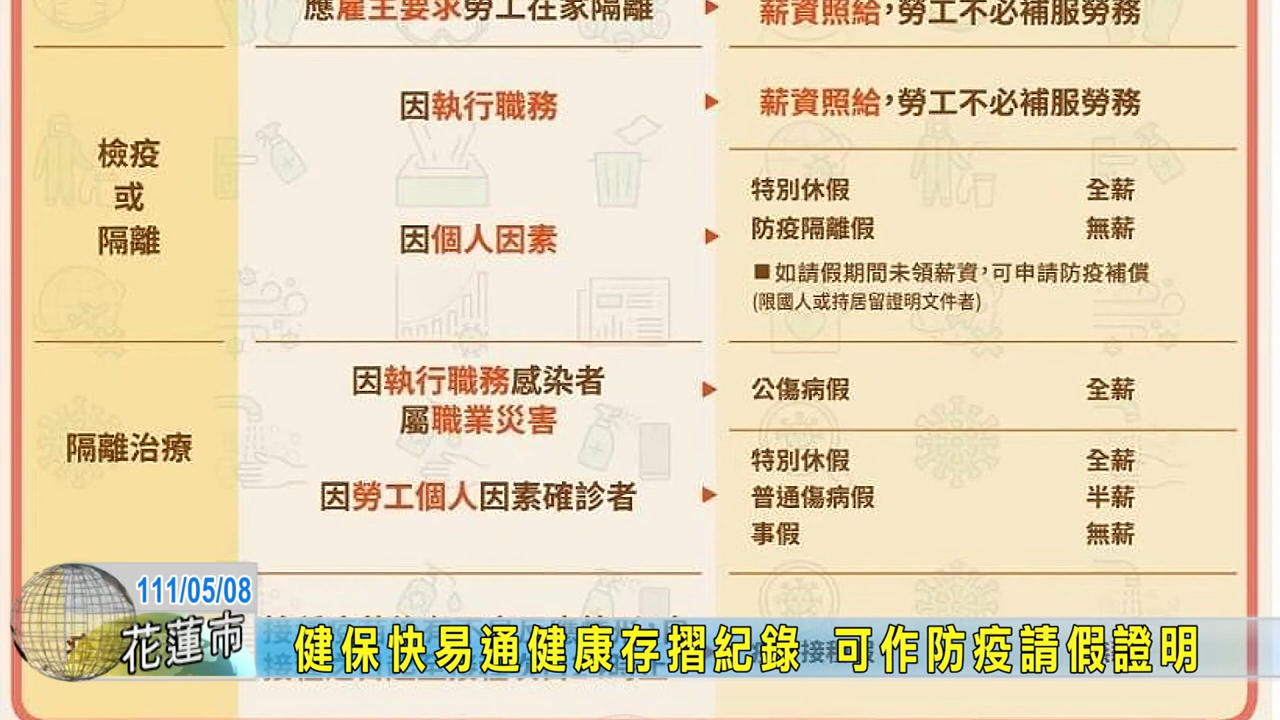 應雇主要求勞工在家隔離
薪資照給,勞工不必補服勞務
檢疫
或
隔離
因執行職務
薪資照給,勞工不必補服勞務
因個人因素
特別休假 全薪
防疫隔離假 無薪
■如請假期間未領薪資,可申請防疫補償
(限國人或持居留證明文件者)
隔離治療
因執行職務感染者
屬職業災害
公傷病假 全薪
因勞工個人因素確診者
特別休假 全薪
普通傷病假 半薪
事假 無薪
111/05/08
花蓮市
健保快易通健康存摺紀錄 可作防疫請假證明